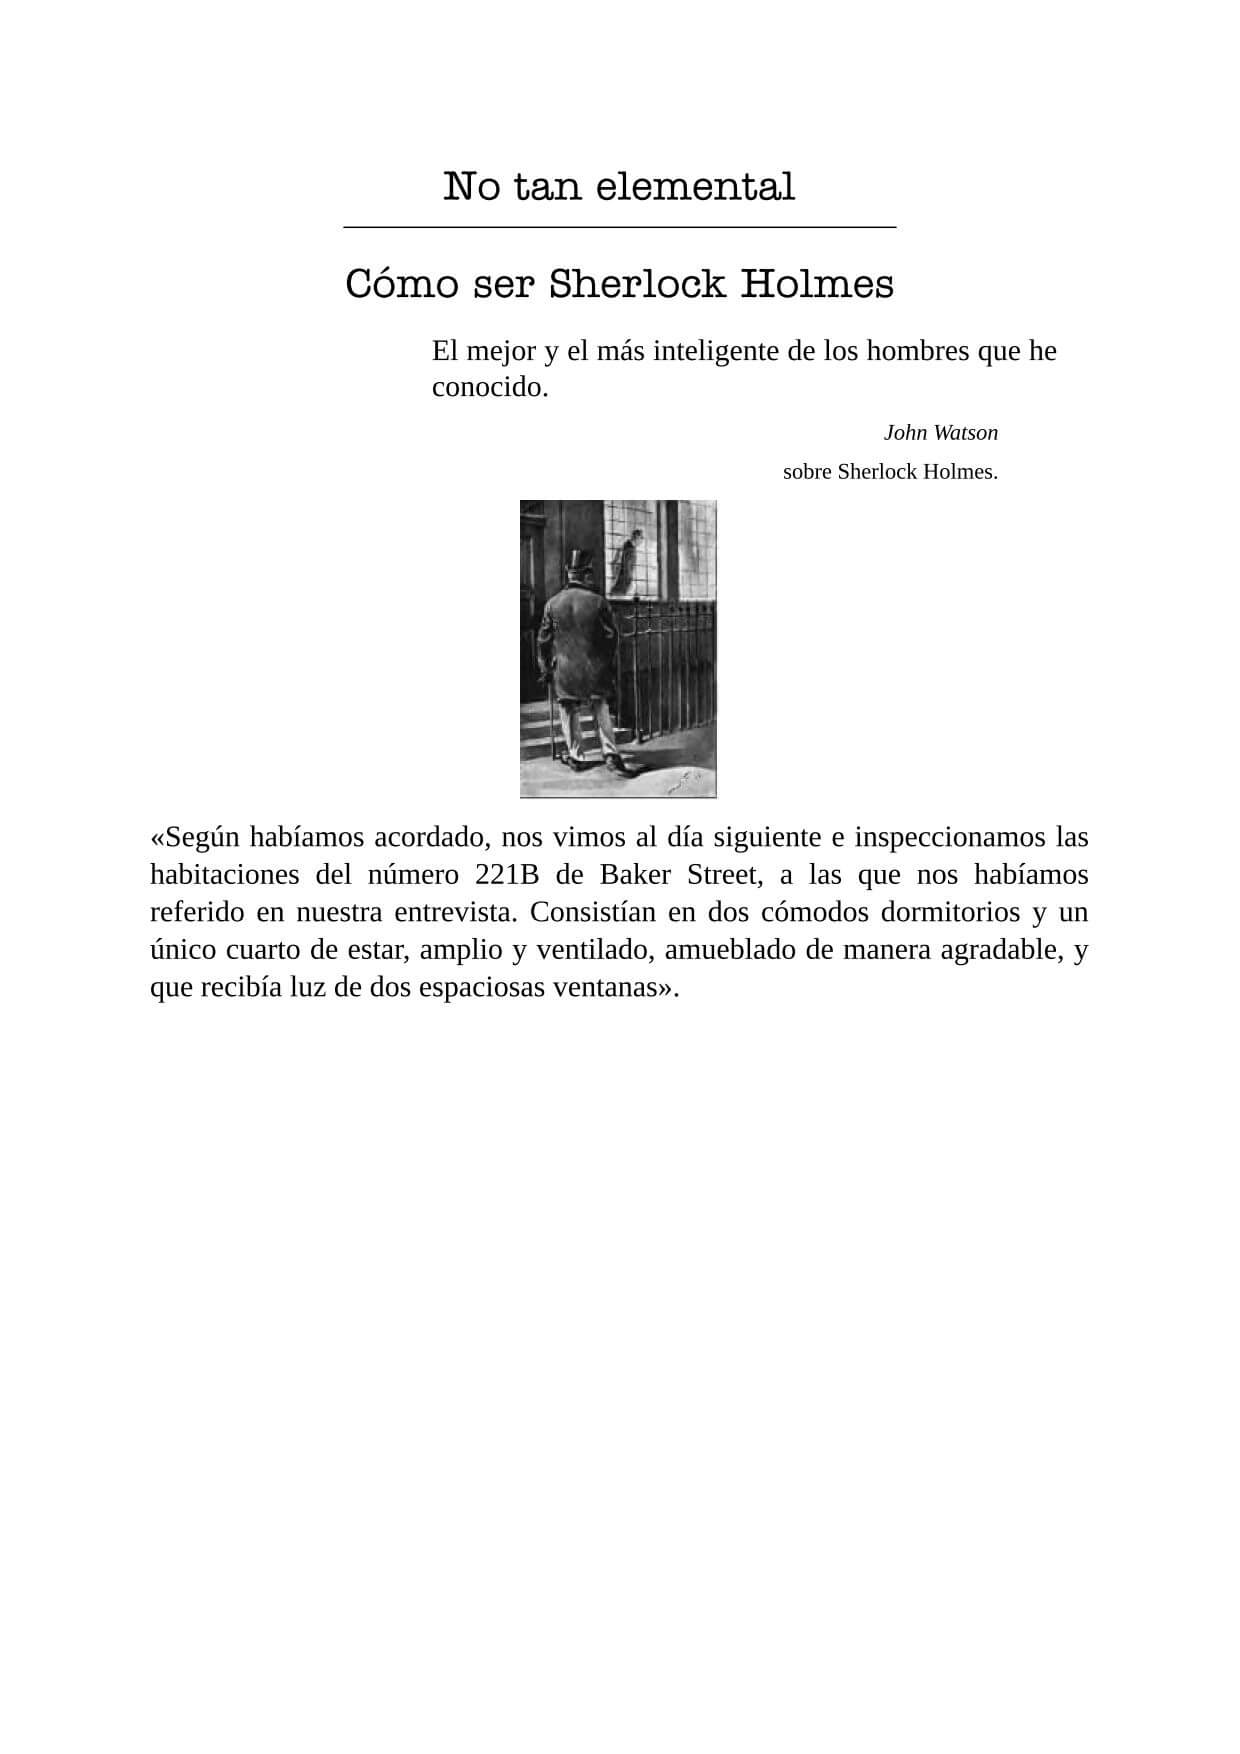 No tan elemental
Cómo ser Sherlock Holmes
El mejor y el más inteligente de los hombres que he
conocido.
John Watson
sobre Sherlock Holmes.
«Según habíamos acordado, nos vimos al día siguiente e inspeccionamos las
habitaciones del número 221B de Baker Street, a las que nos habíamos
referido en nuestra entrevista. Consistían en dos cómodos dormitorios y un
único cuarto de estar, amplio y ventilado, amueblado de manera agradable, y
que recibía luz de dos espaciosas ventanas».